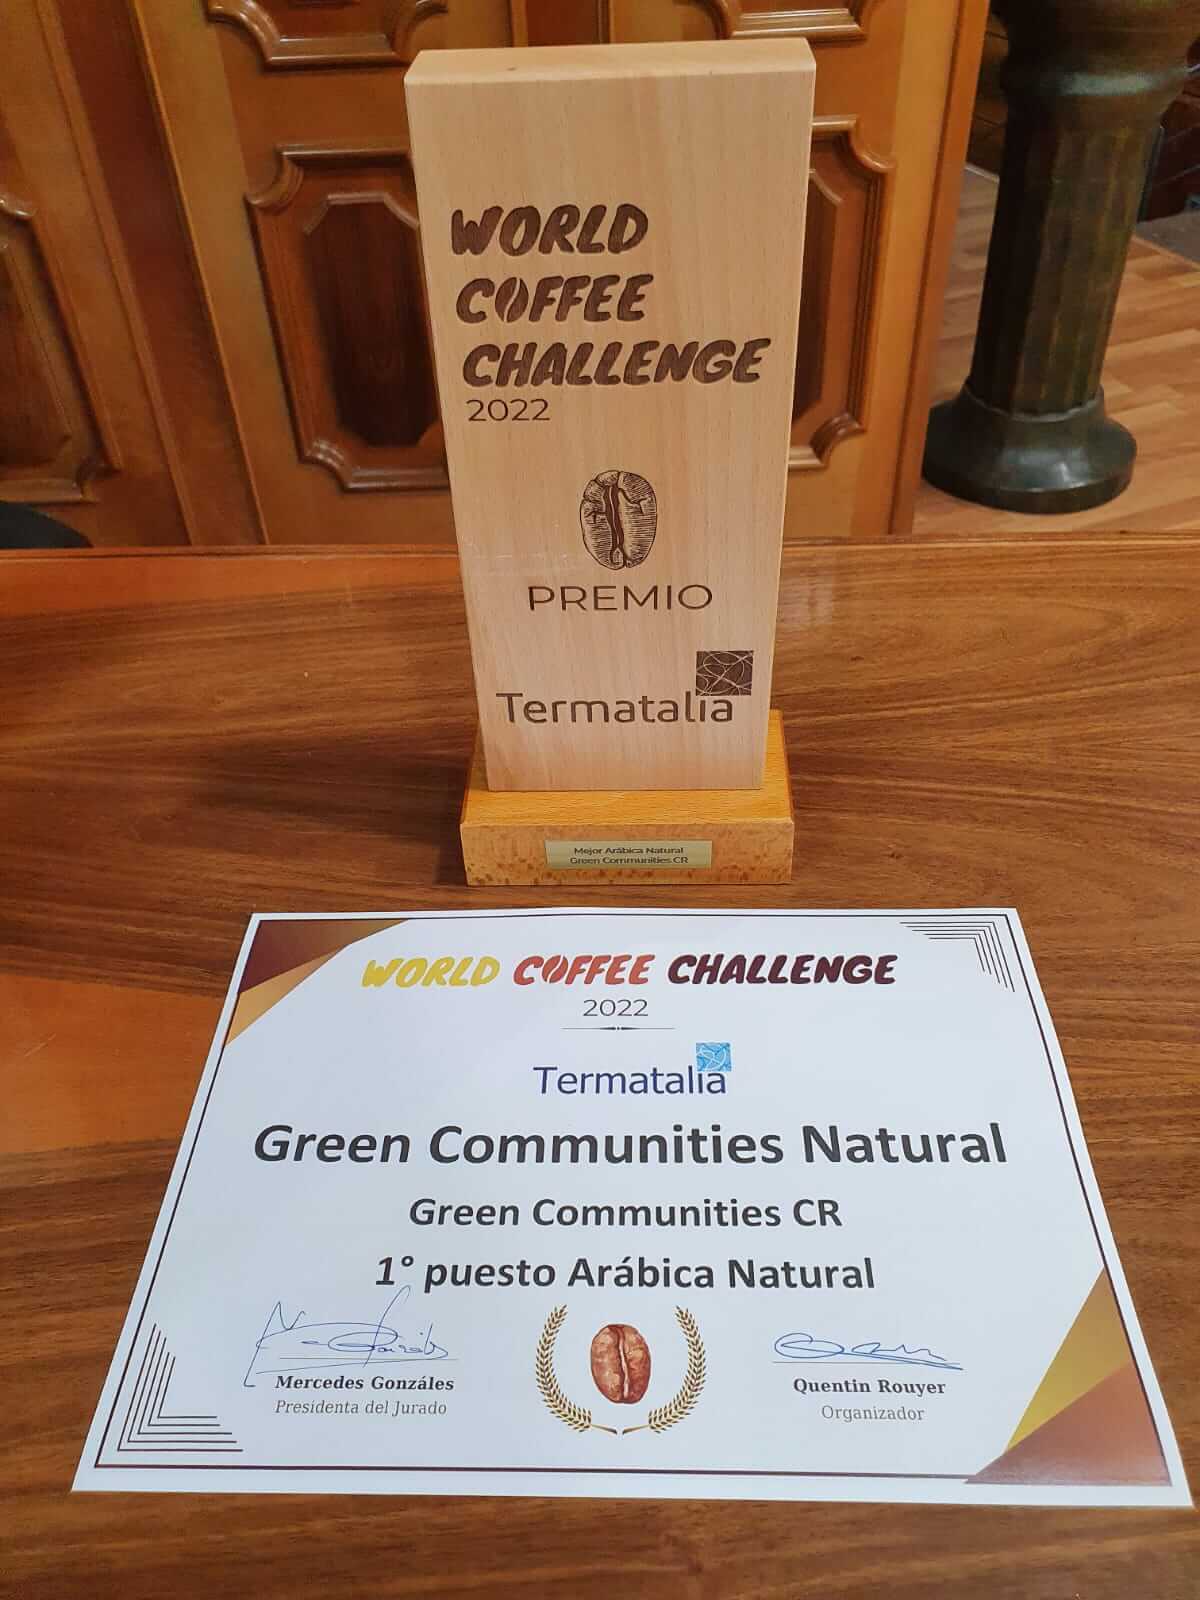 WORLD
COFFEE
CHALLENGE
2022
PREMIO
Termatalia
Mejor Arábica Natural
Green Communities CR
WORLD COFFEE CHALLENGE
2022
Termatalia
Green Communities Natural
Green Communities CR
1° puesto Arábica Natural
Mercedes Gonzáles
Presidenta del Jurado
Quentin Rouyer
Organizador